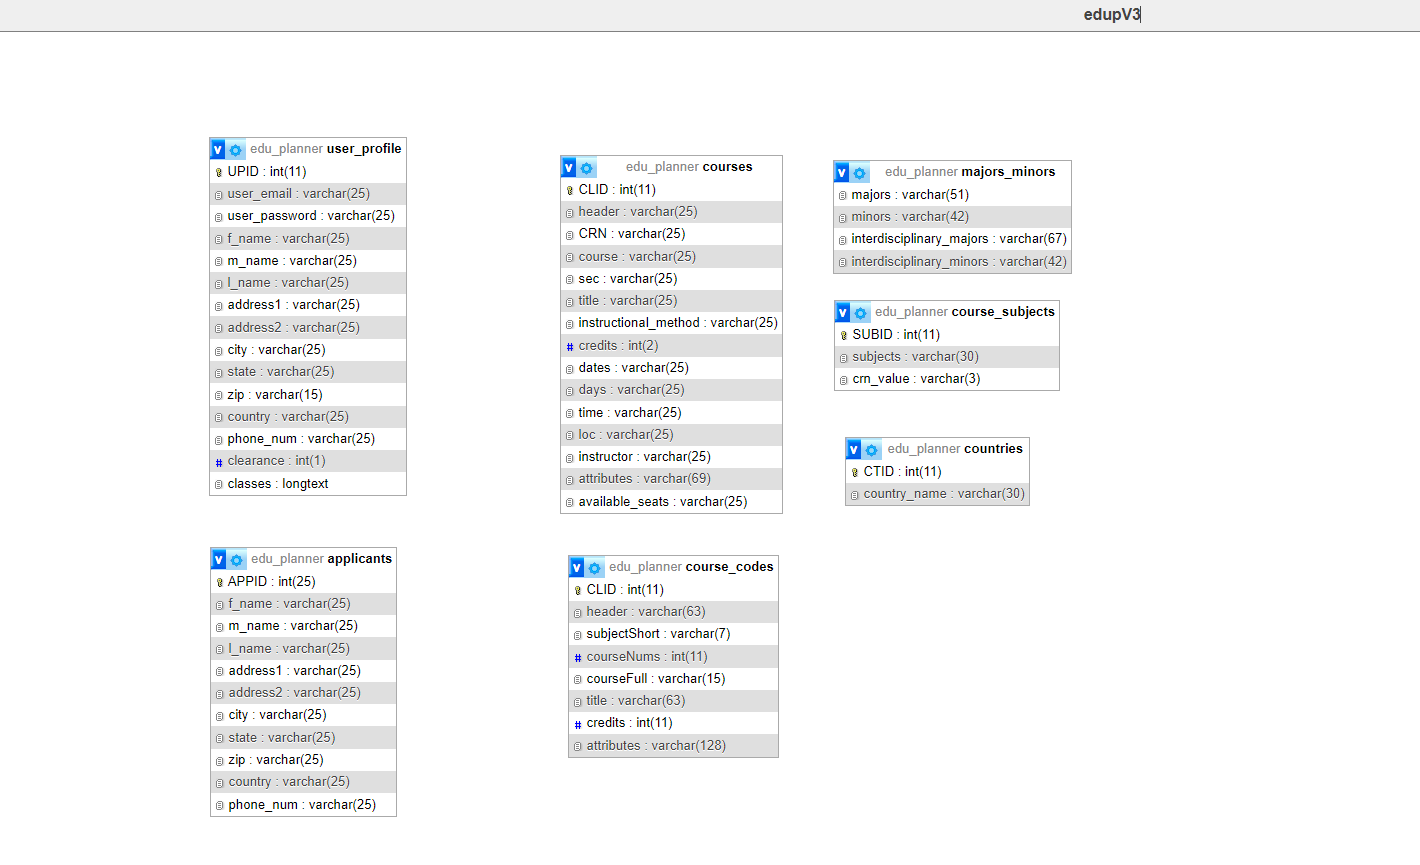 edupV3
edu_planner user_profile
UPID : int(11)
user_email : varchar(25)
user_password : varchar(25)
f_name : varchar(25)
m_name : varchar(25)
l_name : varchar(25)
address1 : varchar(25)
address2 : varchar(25)
city : varchar(25)
state : varchar(25)
zip : varchar(15)
country : varchar(25)
phone_num : varchar(25)
clearance : int(1)
classes : longtext
edu_planner applicants
APPID : int(25)
f_name : varchar(25)
m_name : varchar(25)
l_name : varchar(25)
address1 : varchar(25)
address2 : varchar(25)
city : varchar(25)
state : varchar(25)
zip : varchar(25)
country : varchar(25)
phone_num : varchar(25)
edu_planner courses
CLID : int(11)
header : varchar(25)
CRN : varchar(25)
course : varchar(25)
sec : varchar(25)
title : varchar(25)
instructional_method : varchar(25)
credits : int(2)
dates : varchar(25)
days : varchar(25)
time : varchar(25)
loc : varchar(25)
instructor : varchar(25)
attributes : varchar(69)
available_seats : varchar(25)
edu_planner course_codes
CLID : int(11)
header : varchar(63)
subjectShort : varchar(7)
courseNums : int(11)
courseFull : varchar(15)
title : varchar(63)
credits : int(11)
attributes : varchar(128)
edu_planner majors_minors
majors : varchar(51)
minors : varchar(42)
interdisciplinary_majors : varchar(67)
interdisciplinary_minors : varchar(42)
edu_planner course_subjects
SUBID : int(11)
subjects : varchar(30)
crn_value : varchar(3)
edu_planner countries
CTID : int(11)
country_name : varchar(30)